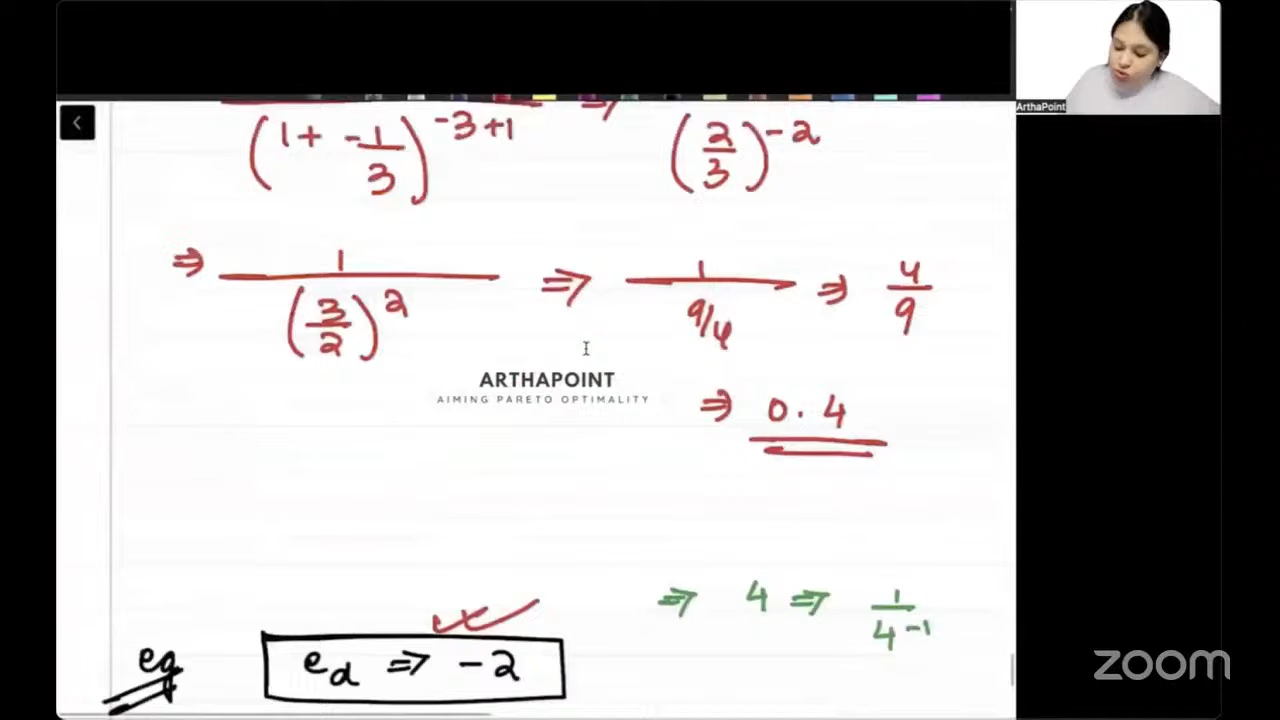 ArthaPoint
(1 + -1/3)^-3+1 ⇒ (2/3)^-2
⇒ 1/(3/2)^2 ⇒ 1/(9/4) ⇒ 4/9
ARTHAPOINT
AIMING PARETO OPTIMALITY
⇒ 0.4
⇒ 4 ⇒ 1/4^-1
eg ed ⇒ -2
zoom